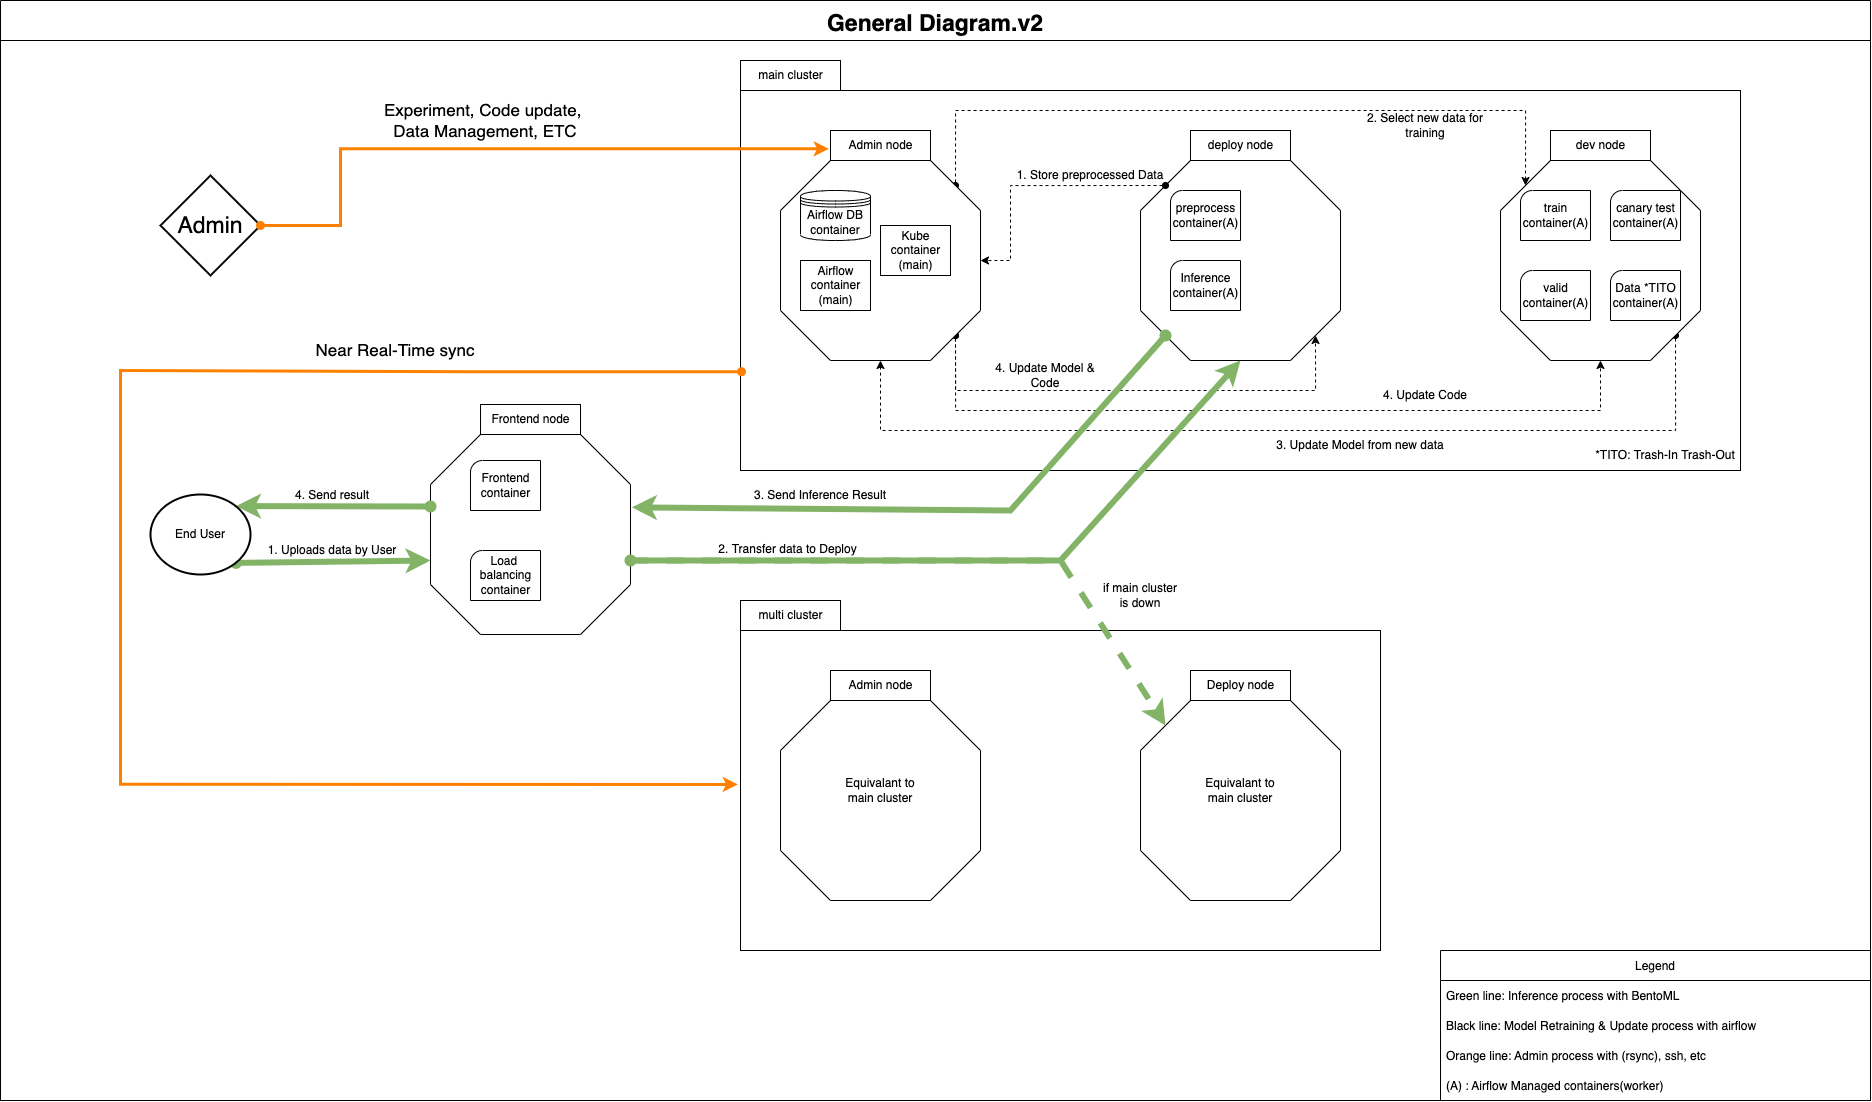 General Diagram.v2
main cluster
Experiment, Code update,
Data Management, ETC
2. Select new data for
training
Admin node
deploy node
dev node
1. Store preprocessed Data
Admin
Airflow DB
container
Kube
container
(main)
Airflow
container
(main)
preprocess
container(A)
Inference
container(A)
train
container(A)
canary test
container(A)
valid
container(A)
Data *TITO
container(A)
Near Real-Time sync
4. Update Model &
Code
4. Update Code
3. Update Model from new data
*TITO: Trash-In Trash-Out
Frontend node
Frontend
container
Load
balancing
container
4. Send result
End User
1. Uploads data by User
3. Send Inference Result
2. Transfer data to Deploy
if main cluster
is down
multi cluster
Admin node
Deploy node
Equivalant to
main cluster
Equivalant to
main cluster
Legend
Green line: Inference process with BentoML
Black line: Model Retraining & Update process with airflow
Orange line: Admin process with (rsync), ssh, etc
(A) : Airflow Managed containers(worker)